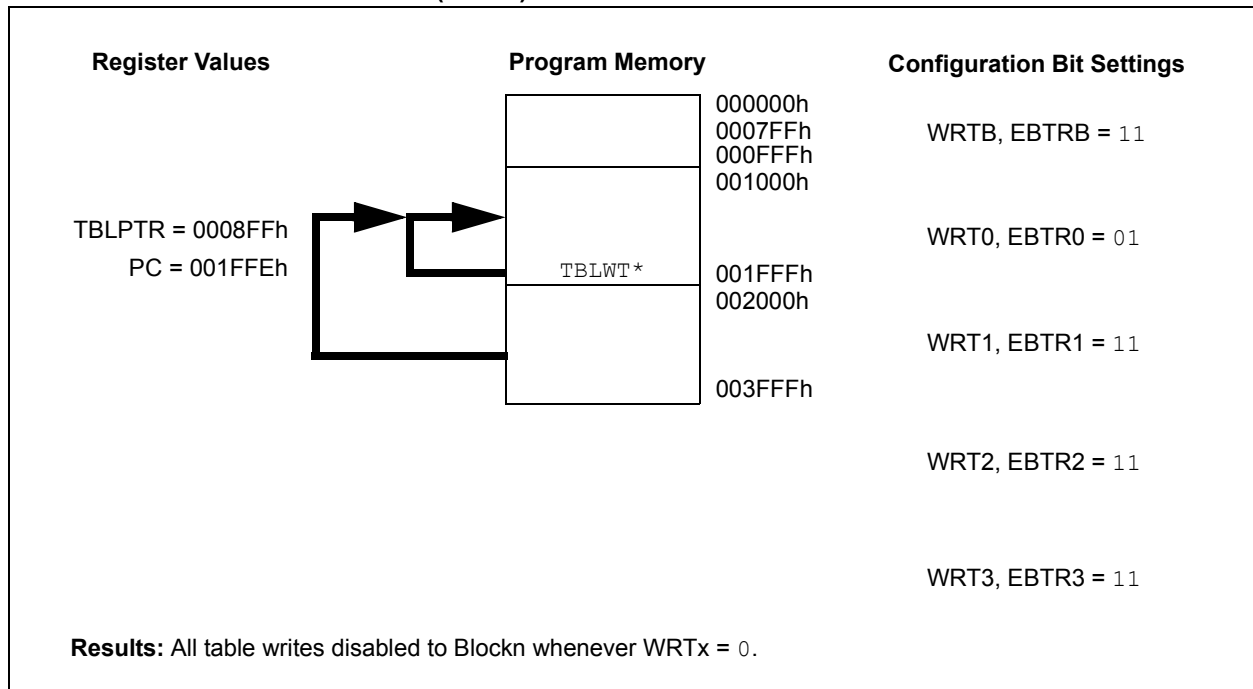 Register Values
Program Memory
Configuration Bit Settings
000000h
0007FFh
WRTB, EBTRB = 11
000FFFh
001000h
TBLPTR = 0008FFh
WRT0, EBTR0 = 01
PC = 001FFEh
TBLWT*
001FFFh
002000h
WRT1, EBTR1 = 11
003FFFh
WRT2, EBTR2 = 11
WRT3, EBTR3 = 11
Results: All table writes disabled to Blockn whenever WRTx = 0.